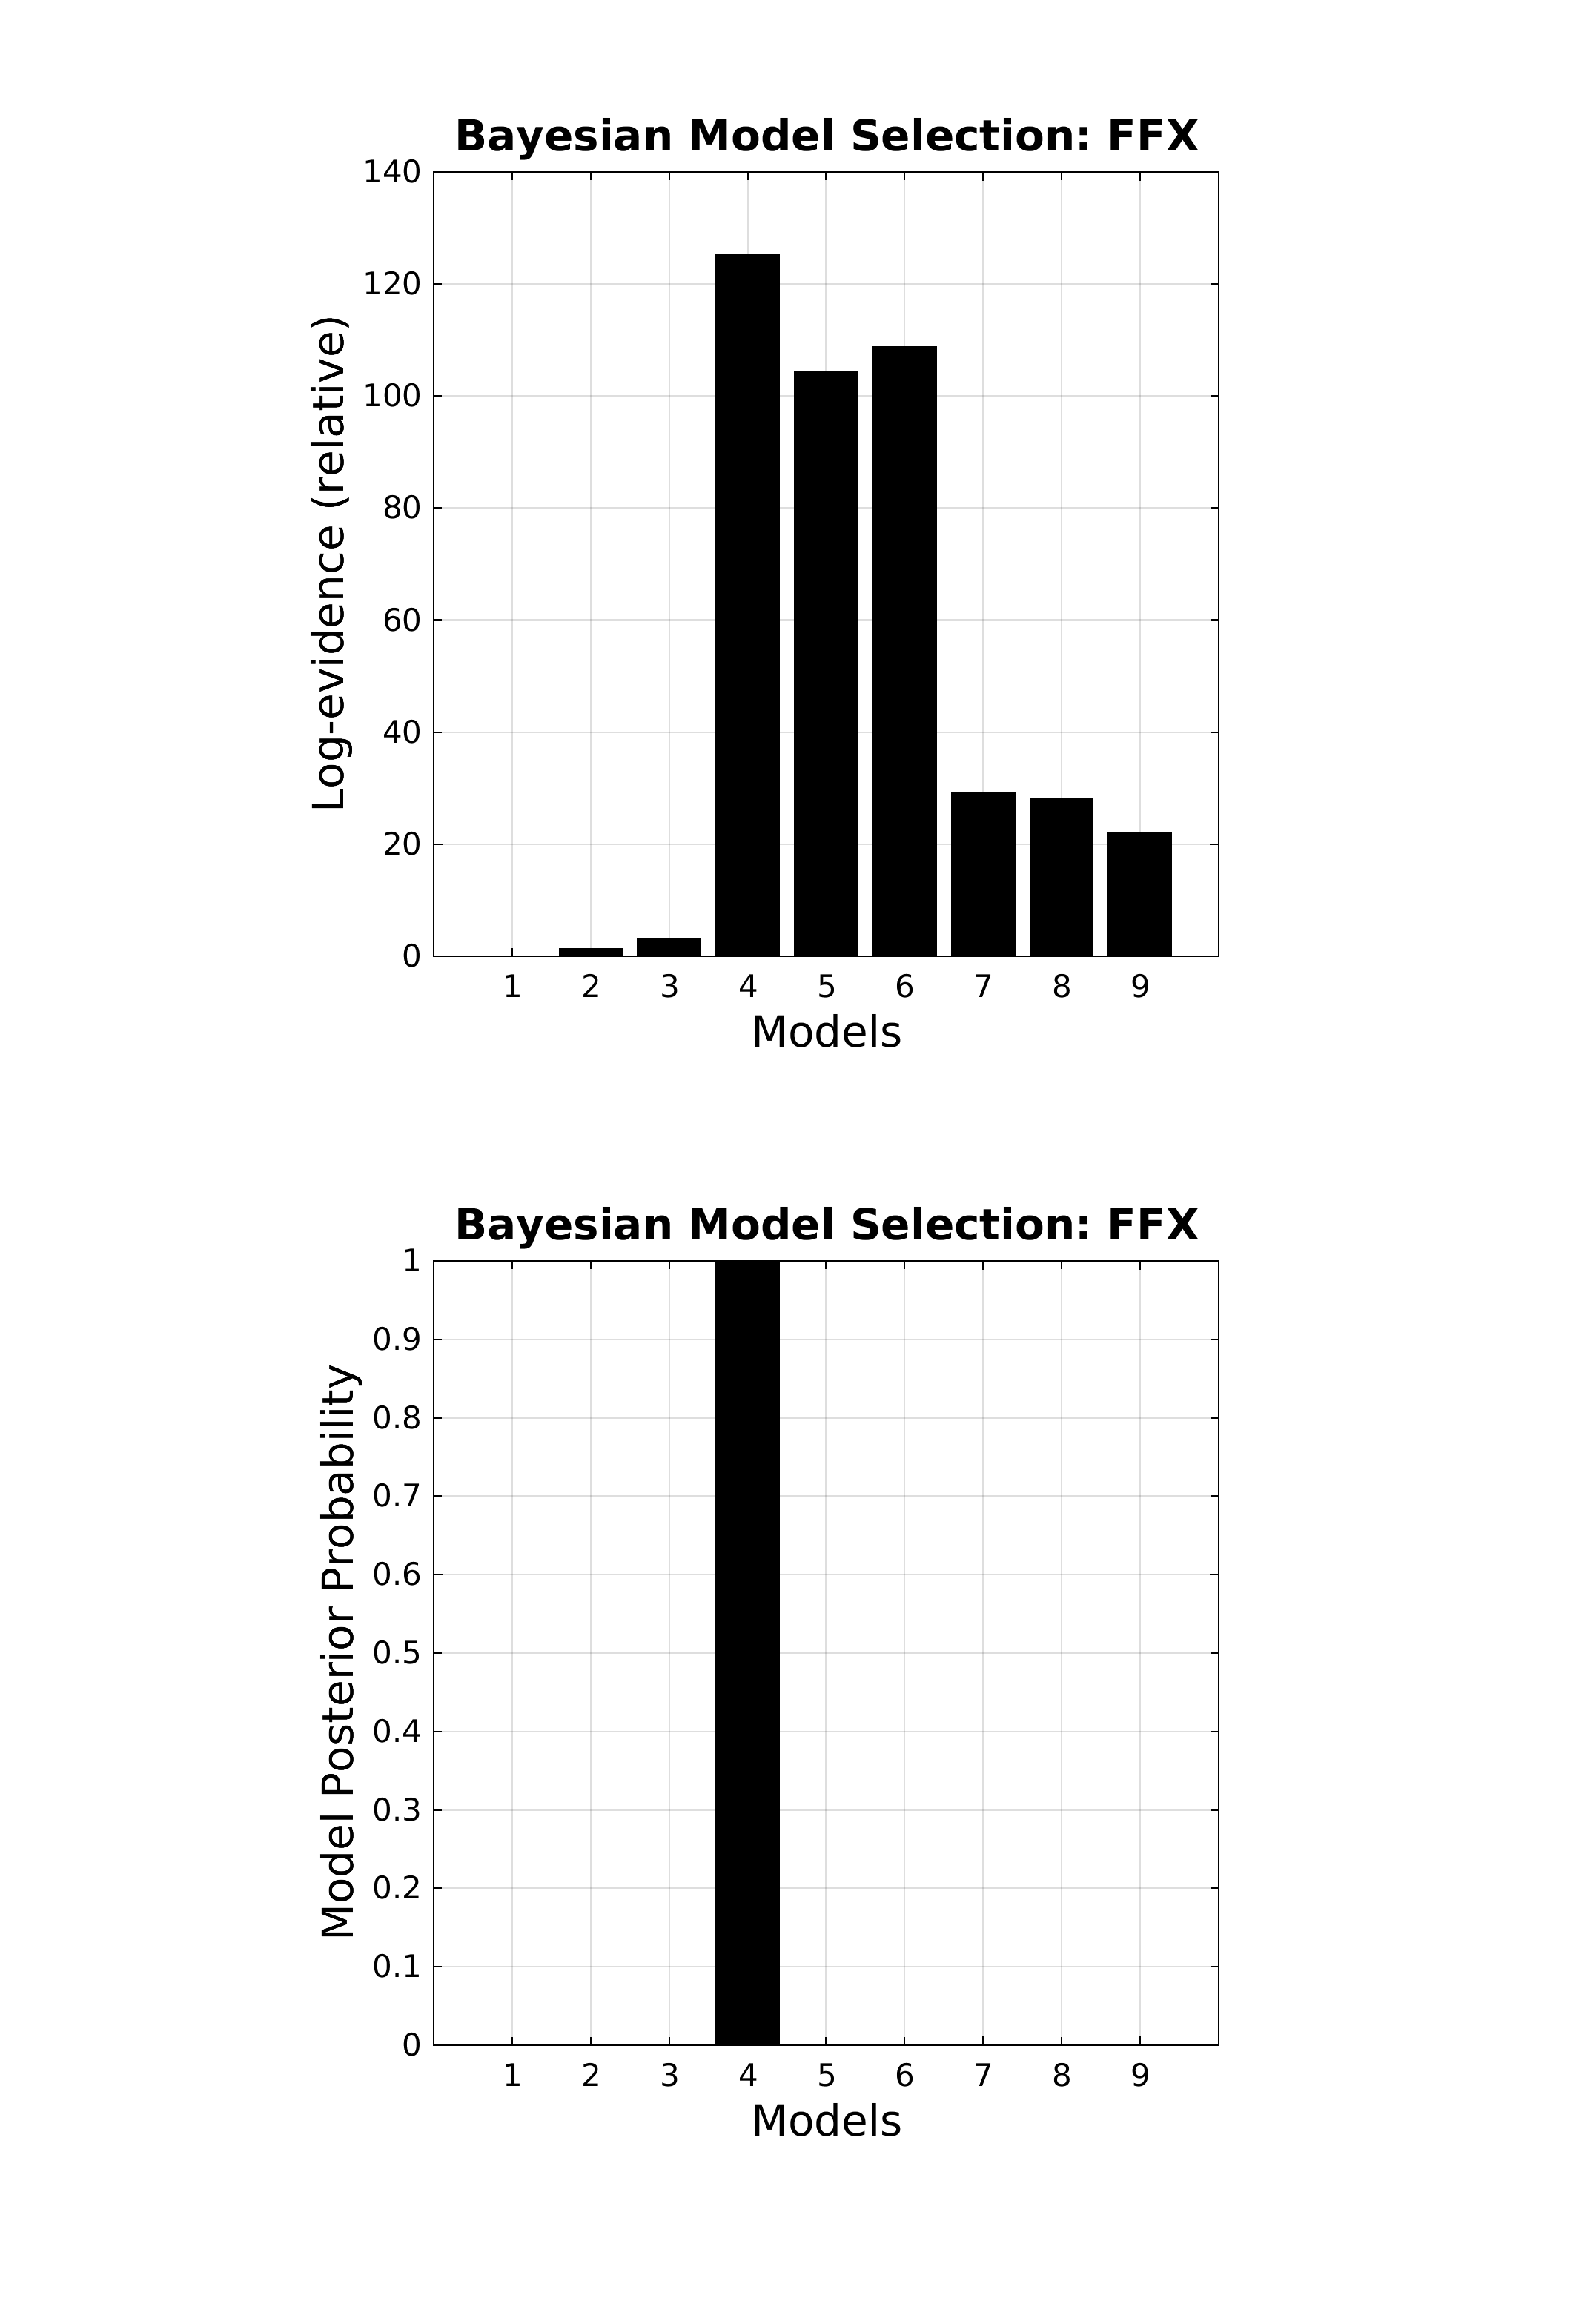 Bayesian Model Selection: FFX
140
120
100
80
60
40
20
0
Log-evidence (relative)
1 2 3 4 5 6 7 8 9
Models
Bayesian Model Selection: FFX
1
0.9
0.8
0.7
0.6
0.5
0.4
0.3
0.2
0.1
0
Model Posterior Probability
1 2 3 4 5 6 7 8 9
Models